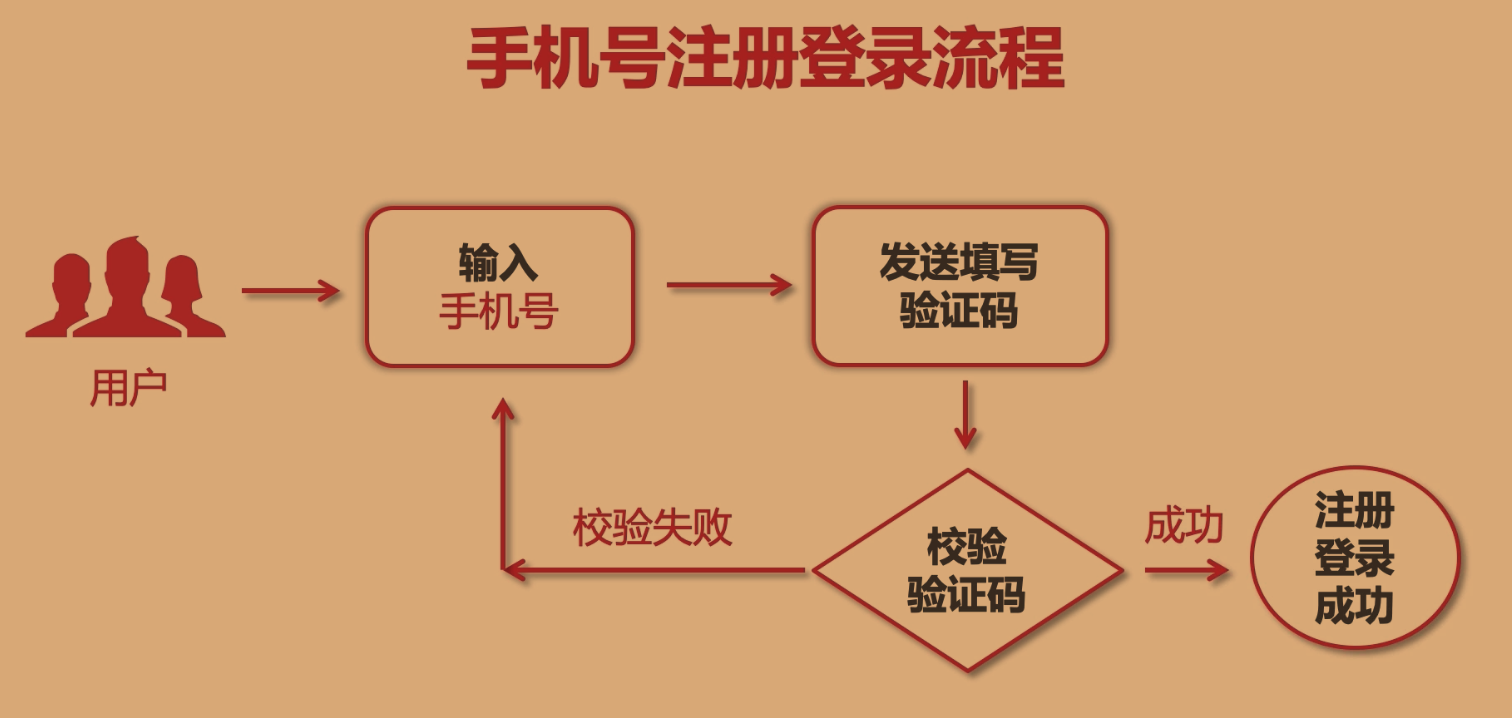 手机号注册登录流程
输入
手机号
发送填写
验证码
用户
校验失败
校验
验证码
成功
注册
登录
成功